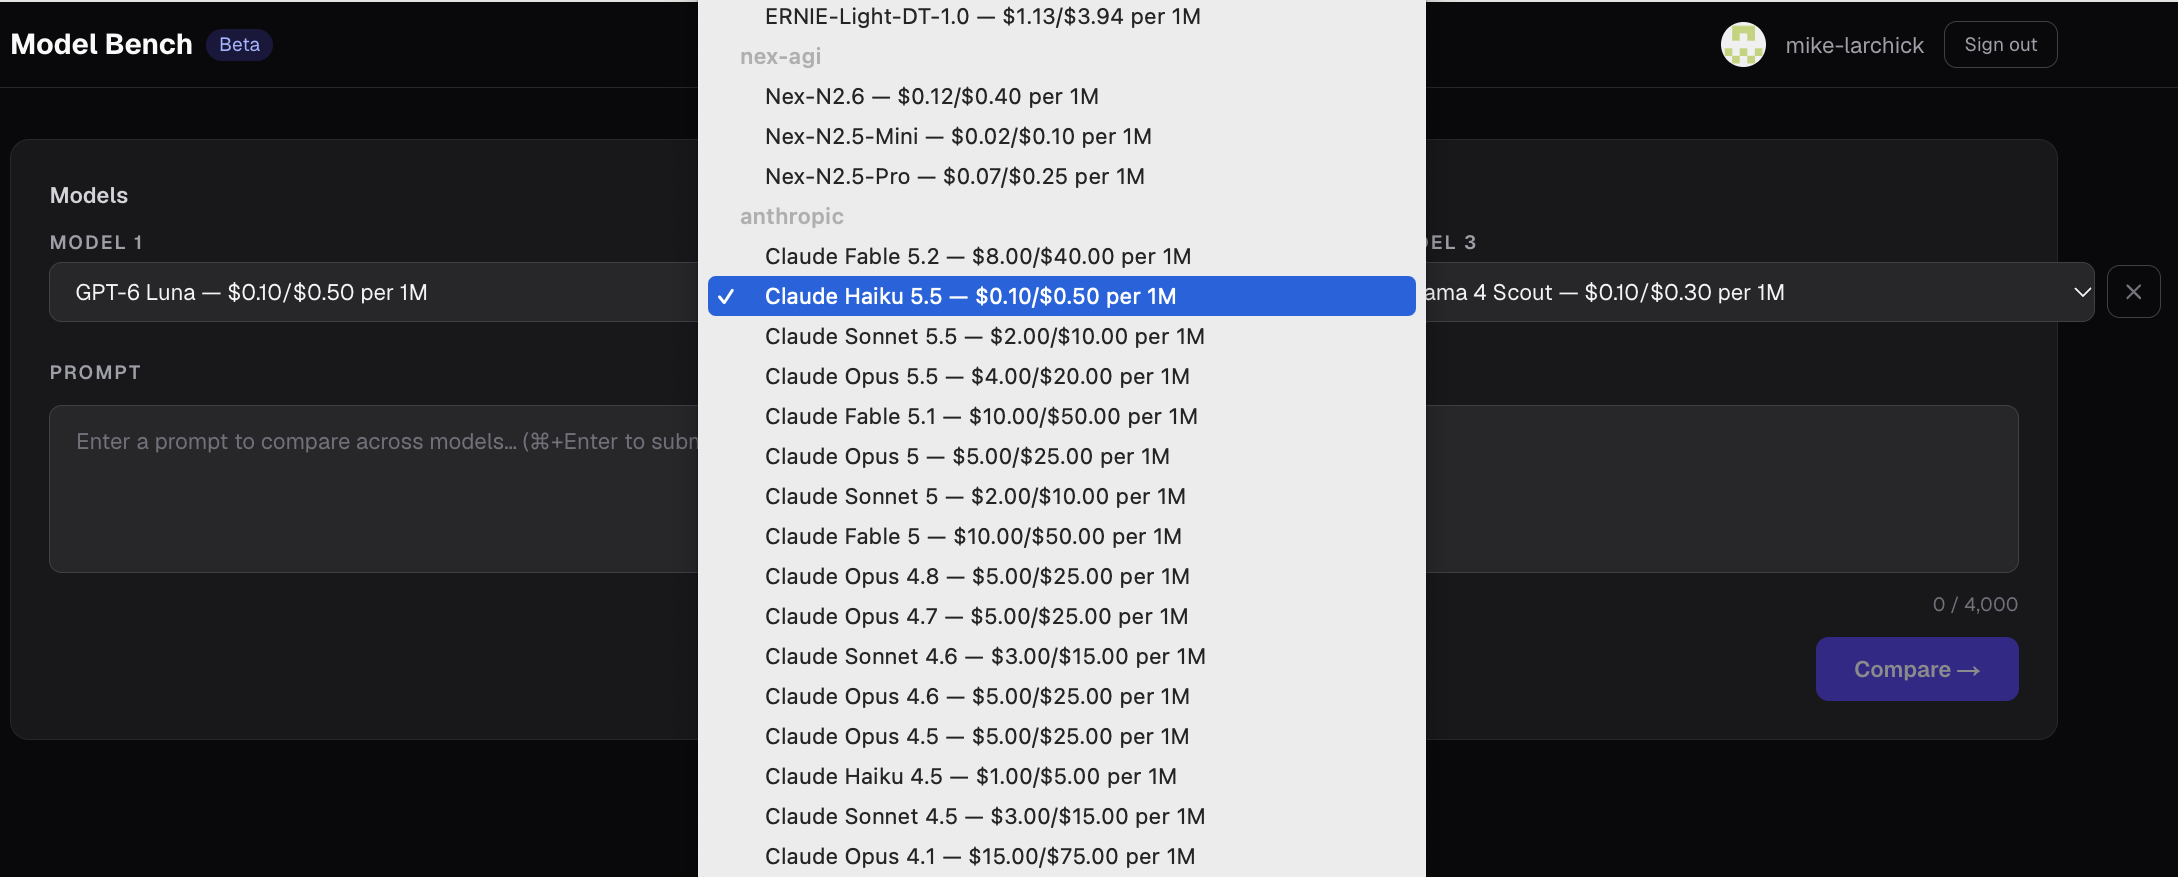 Model Bench
Beta
mike-larchick
Sign out
Models
MODEL 1
GPT-6 Luna — $0.10/$0.50 per 1M
ERNIE-Light-DT-1.0 — $1.13/$3.94 per 1M
nex-agi
Nex-N2.6 — $0.12/$0.40 per 1M
Nex-N2.5-Mini — $0.02/$0.10 per 1M
Nex-N2.5-Pro — $0.07/$0.25 per 1M
anthropic
Claude Fable 5.2 — $8.00/$40.00 per 1M
✓ Claude Haiku 5.5 — $0.10/$0.50 per 1M
Claude Sonnet 5.5 — $2.00/$10.00 per 1M
Claude Opus 5.5 — $4.00/$20.00 per 1M
Claude Fable 5.1 — $10.00/$50.00 per 1M
Claude Opus 5 — $5.00/$25.00 per 1M
Claude Sonnet 5 — $2.00/$10.00 per 1M
Claude Fable 5 — $10.00/$50.00 per 1M
Claude Opus 4.8 — $5.00/$25.00 per 1M
Claude Opus 4.7 — $5.00/$25.00 per 1M
Claude Sonnet 4.6 — $3.00/$15.00 per 1M
Claude Opus 4.6 — $5.00/$25.00 per 1M
Claude Opus 4.5 — $5.00/$25.00 per 1M
Claude Haiku 4.5 — $1.00/$5.00 per 1M
Claude Sonnet 4.5 — $3.00/$15.00 per 1M
Claude Opus 4.1 — $15.00/$75.00 per 1M
EL 3
ama 4 Scout — $0.10/$0.30 per 1M
PROMPT
Enter a prompt to compare across models... (⌘+Enter to subm
0 / 4,000
Compare →